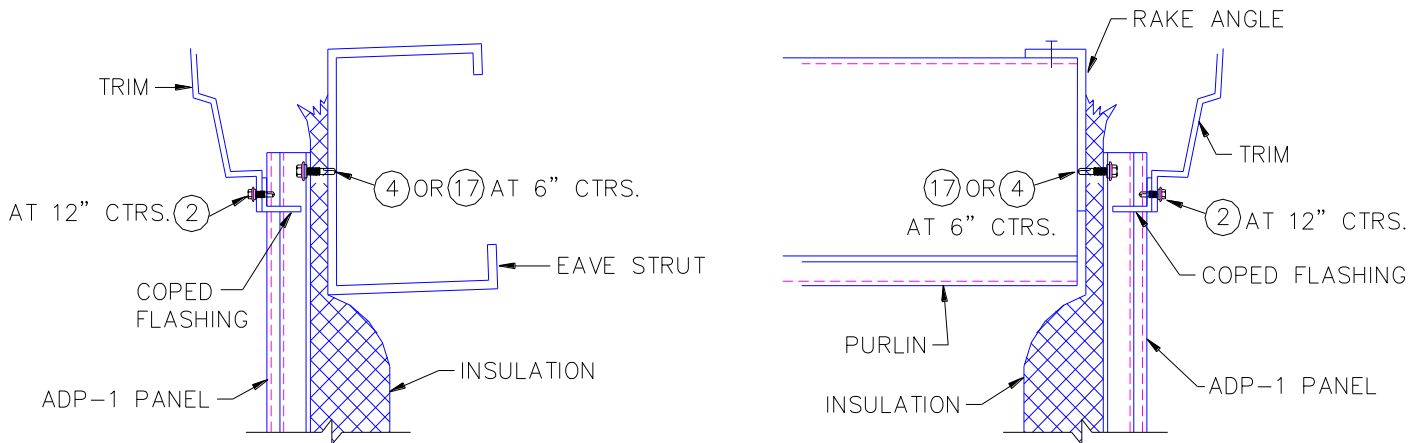 TRIM
4 OR 17 AT 6” CTRS.
AT 12” CTRS. 2
EAVE STRUT
COPED
FLASHING
INSULATION
ADP-1 PANEL
RAKE ANGLE
TRIM
17 OR 4
AT 6” CTRS.
2 AT 12” CTRS.
COPED FLASHING
PURLIN
ADP-1 PANEL
INSULATION